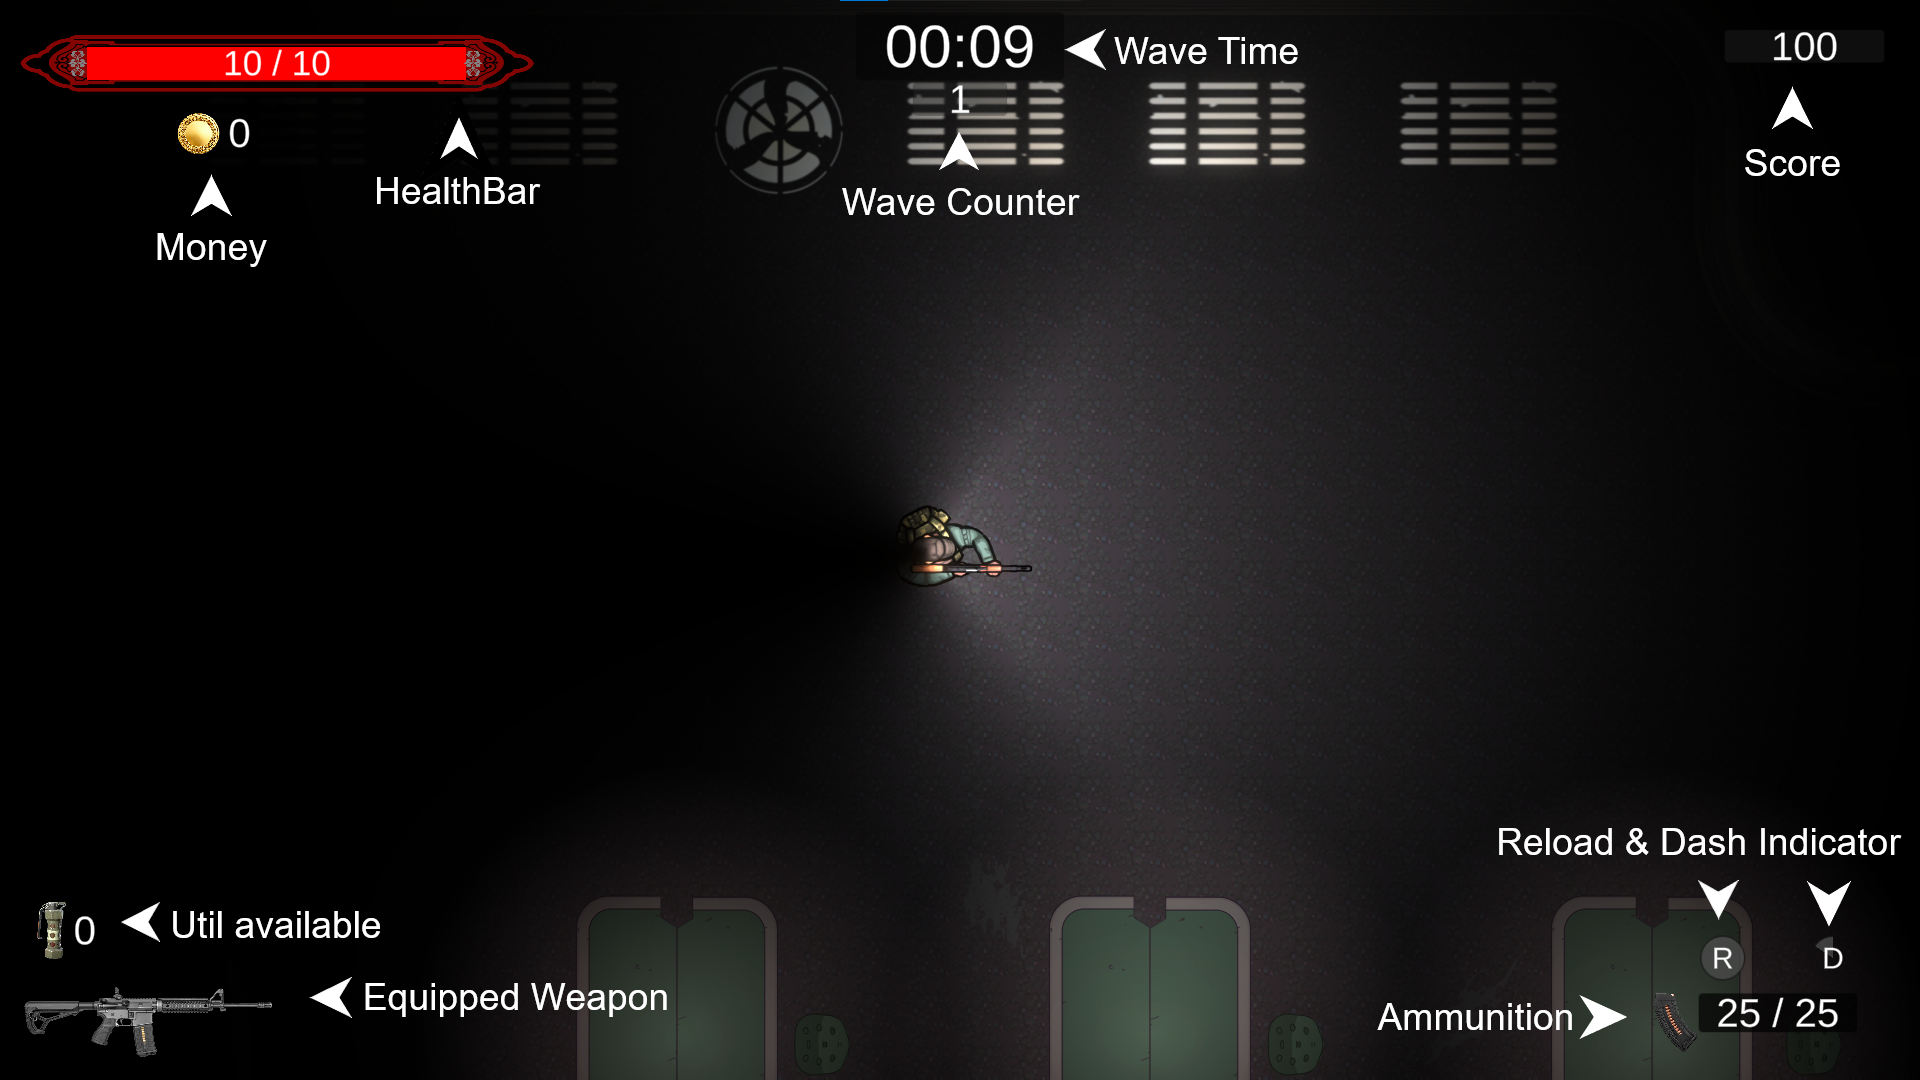 10 / 10
0
Money
HealthBar
00:09
Wave Time
1
Wave Counter
100
Score
Reload & Dash Indicator
R
D
0
Util available
Equipped Weapon
Ammunition
25 / 25